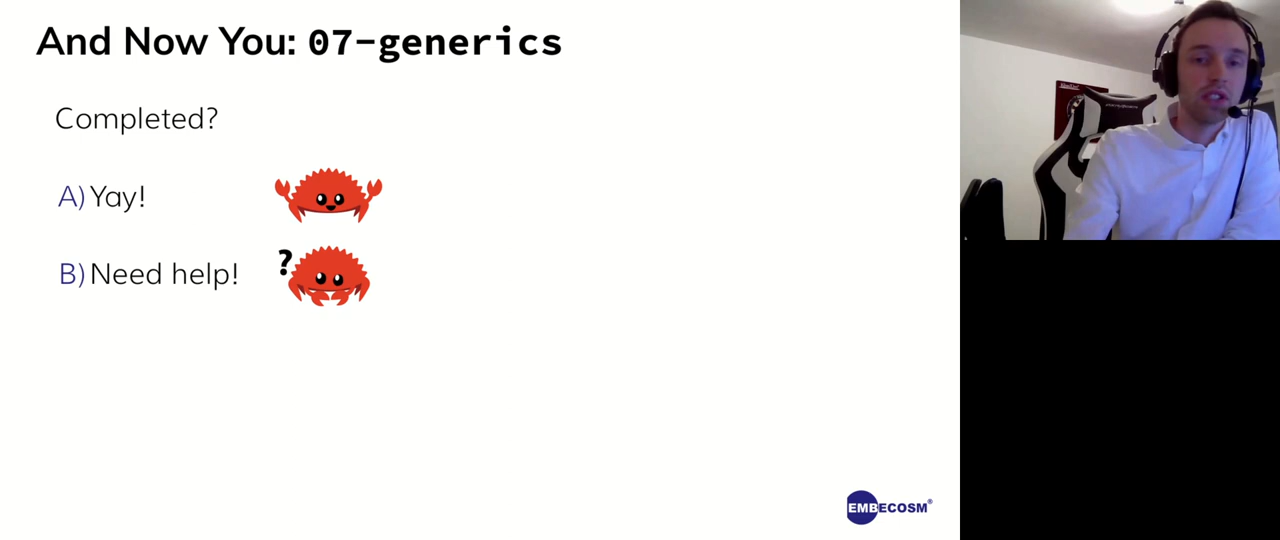 And Now You: 07-generics
Completed?
A) Yay!
B) Need help!
?
EMBECOSM®